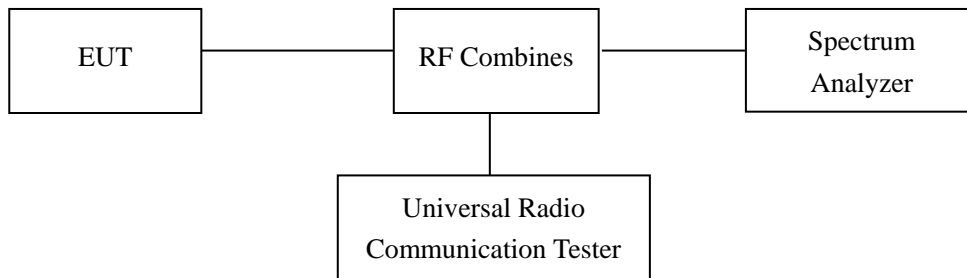 EUT
RF Combines
Spectrum
Analyzer
Universal Radio
Communication Tester